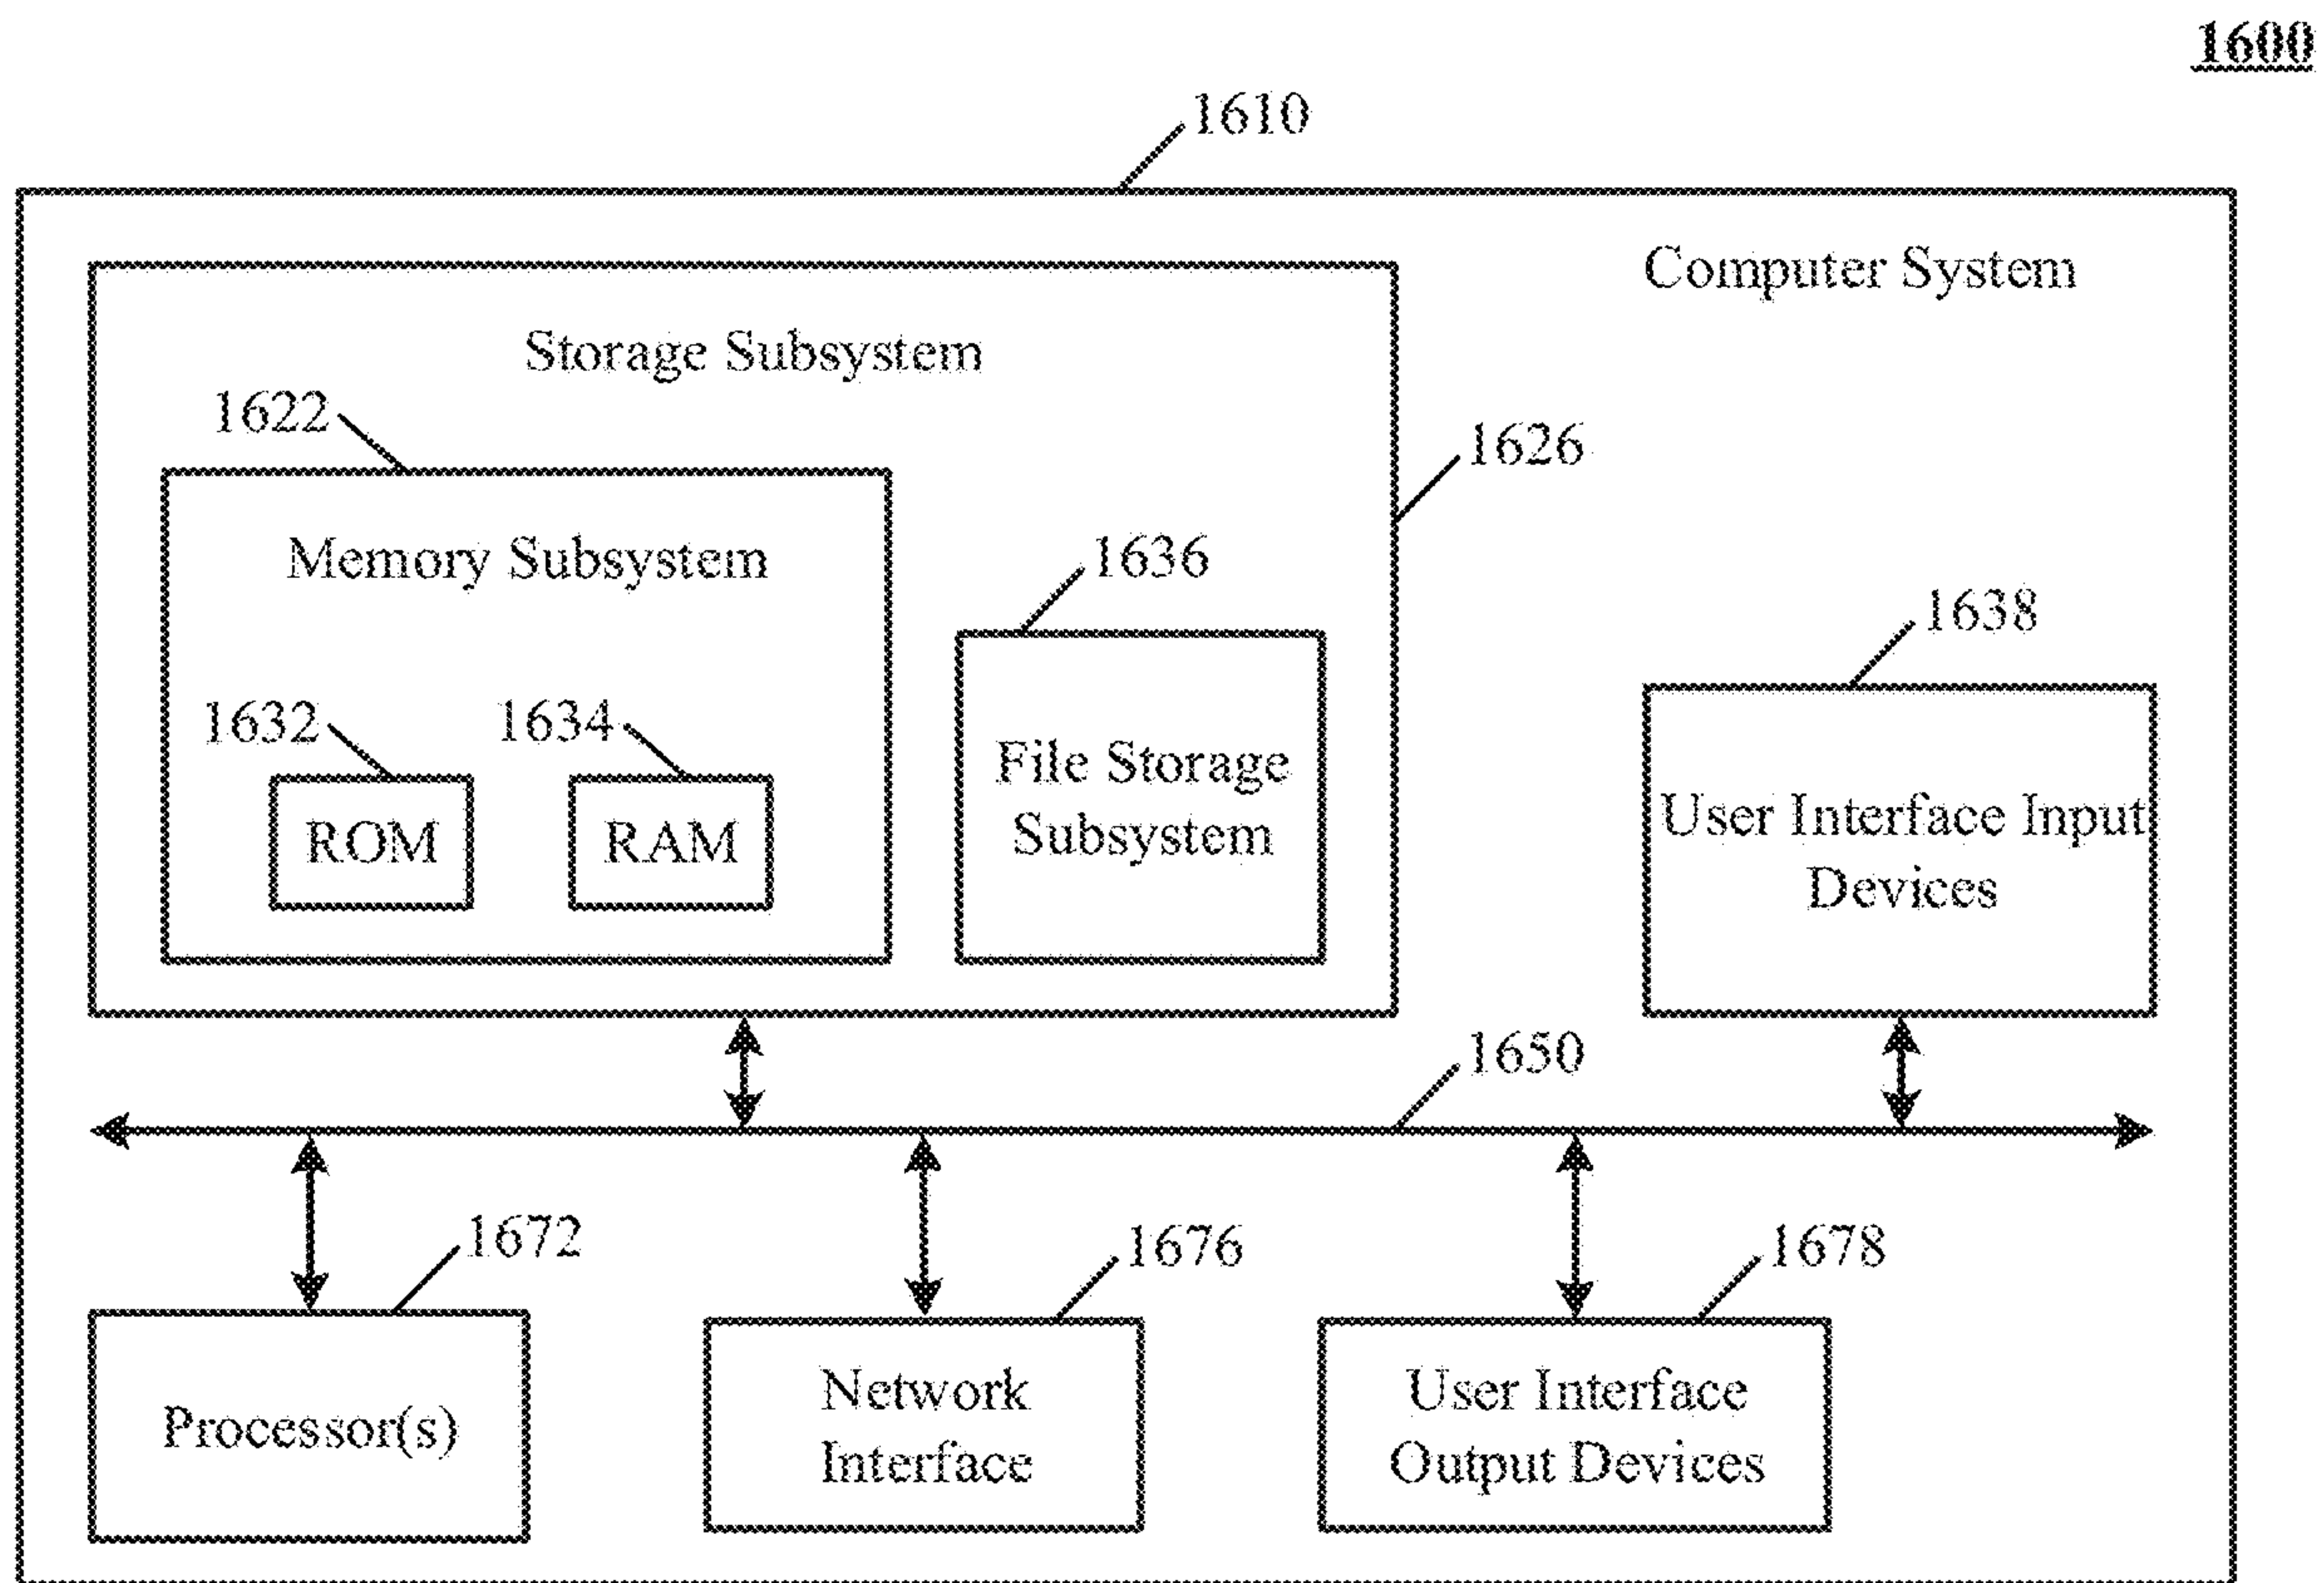 1600
1610
Computer System
Storage Subsystem
1622
1626
Memory Subsystem
1636
1638
1632
1634
File Storage
Subsystem
ROM
RAM
User Interface Input
Devices
1650
1672
1676
1678
Processor(s)
Network
Interface
User Interface
Output Devices